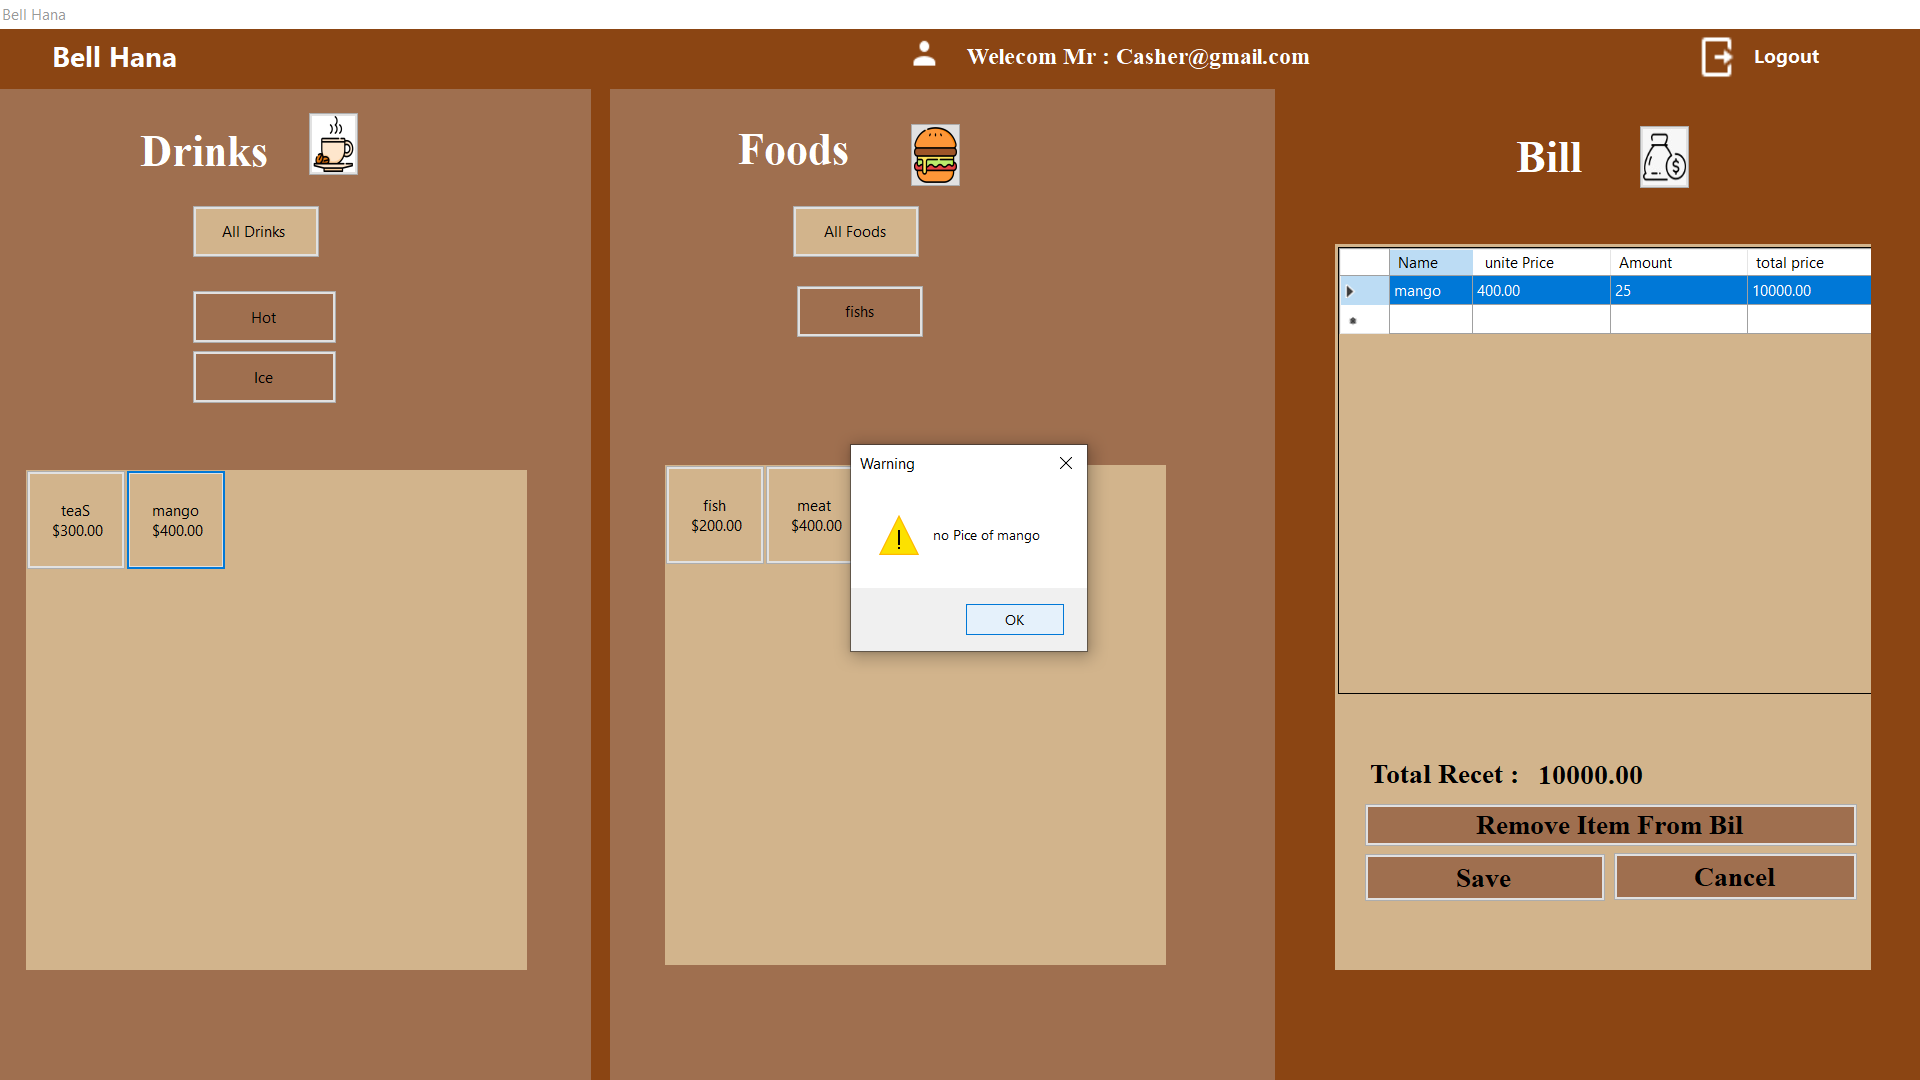 Bell Hana
Bell Hana
Welecom Mr : Casher@gmail.com
Logout
Drinks
All Drinks
Hot
Ice
teaS
$300.00
mango
$400.00
Foods
All Foods
fishs
fish
$200.00
meat
$400.00
Warning
no Pice of mango
OK
Bill
Name unite Price Amount total price
mango 400.00 25 10000.00
Total Recet : 10000.00
Remove Item From Bil
Save Cancel